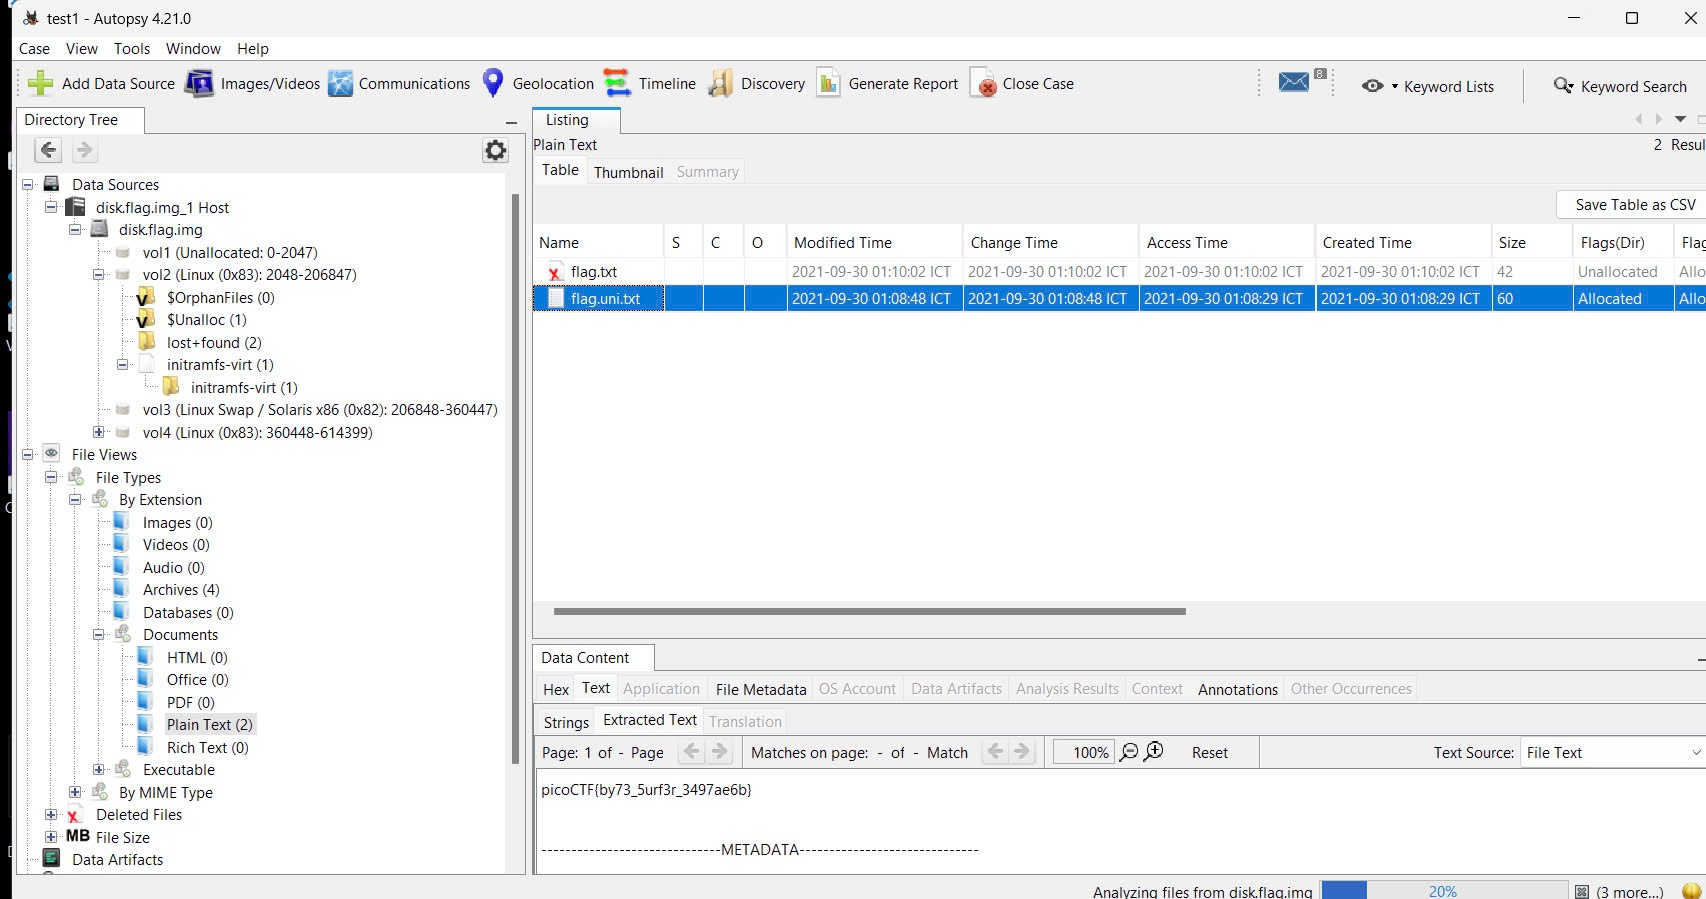 test1 - Autopsy 4.21.0
Case View Tools Window Help
Add Data Source Images/Videos Communications Geolocation Timeline Discovery Generate Report Close Case 8 Keyword Lists Keyword Search
Directory Tree
Data Sources
disk.flag.img_1 Host
disk.flag.img
vol1 (Unallocated: 0-2047)
vol2 (Linux (0x83): 2048-206847)
$OrphanFiles (0)
$Unalloc (1)
lost+found (2)
initramfs-virt (1)
initramfs-virt (1)
vol3 (Linux Swap / Solaris x86 (0x82): 206848-360447)
vol4 (Linux (0x83): 360448-614399)
File Views
File Types
By Extension
Images (0)
Videos (0)
Audio (0)
Archives (4)
Databases (0)
Documents
HTML (0)
Office (0)
PDF (0)
Plain Text (2)
Rich Text (0)
Executable
By MIME Type
Deleted Files
MB File Size
Data Artifacts
Listing
Plain Text
2 Resul
Table Thumbnail Summary
Save Table as CSV
Name S C O Modified Time Change Time Access Time Created Time Size Flags(Dir) Flag
flag.txt 2021-09-30 01:10:02 ICT 2021-09-30 01:10:02 ICT 2021-09-30 01:10:02 ICT 2021-09-30 01:10:02 ICT 42 Unallocated Allo
flag.uni.txt 2021-09-30 01:08:48 ICT 2021-09-30 01:08:48 ICT 2021-09-30 01:08:29 ICT 2021-09-30 01:08:29 ICT 60 Allocated Allo
Data Content
Hex Text Application File Metadata OS Account Data Artifacts Analysis Results Context Annotations Other Occurrences
Strings Extracted Text Translation
Page: 1 of - Page Matches on page: - of - Match 100% Reset Text Source: File Text
picoCTF{by73_5urf3r_3497ae6b}
------------------------------METADATA------------------------------
Analyzing files from disk.flag.img 20% (3 more...)